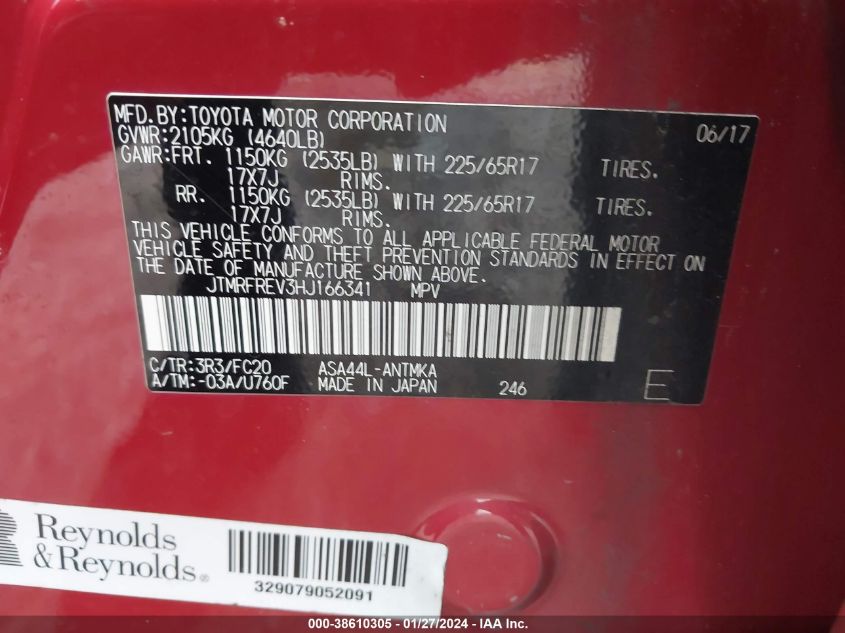 MFD.BY:TOYOTA MOTOR CORPORATION 06/17
GVWR:2105KG (4640LB)
GAWR:FRT. 1150KG (2535LB) WITH 225/65R17 TIRES.
17X7J RIMS.
RR. 1150KG (2535LB) WITH 225/65R17 TIRES.
17X7J RIMS.
THIS VEHICLE CONFORMS TO ALL APPLICABLE FEDERAL MOTOR
VEHICLE SAFETY AND THEFT PREVENTION STANDARDS IN EFFECT ON
THE DATE OF MANUFACTURE SHOWN ABOVE.
JTMRFREV3HJ166341 MPV
C/TR:3R3/FC20 ASA44L-ANTMKA
A/TM:-03A/U760F MADE IN JAPAN 246 E
Reynolds
&Reynolds®
329079052091
000-38610305 - 01/27/2024 - IAA Inc.